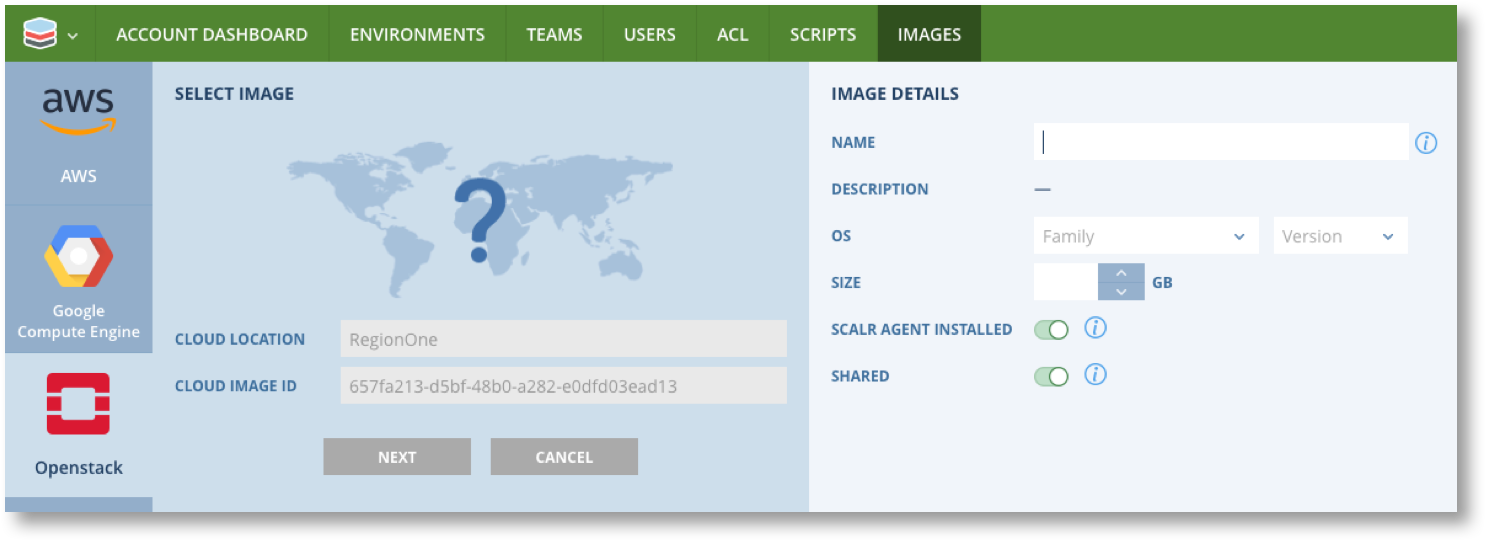 ACCOUNT DASHBOARD ENVIRONMENTS TEAMS USERS ACL SCRIPTS IMAGES
aws
AWS
Google
Compute Engine
Openstack
SELECT IMAGE
?
CLOUD LOCATION RegionOne
CLOUD IMAGE ID 657fa213-d5bf-48b0-a282-e0dfd03ead13
NEXT CANCEL
IMAGE DETAILS
NAME i
DESCRIPTION —
OS Family Version
SIZE GB
SCALR AGENT INSTALLED i
SHARED i